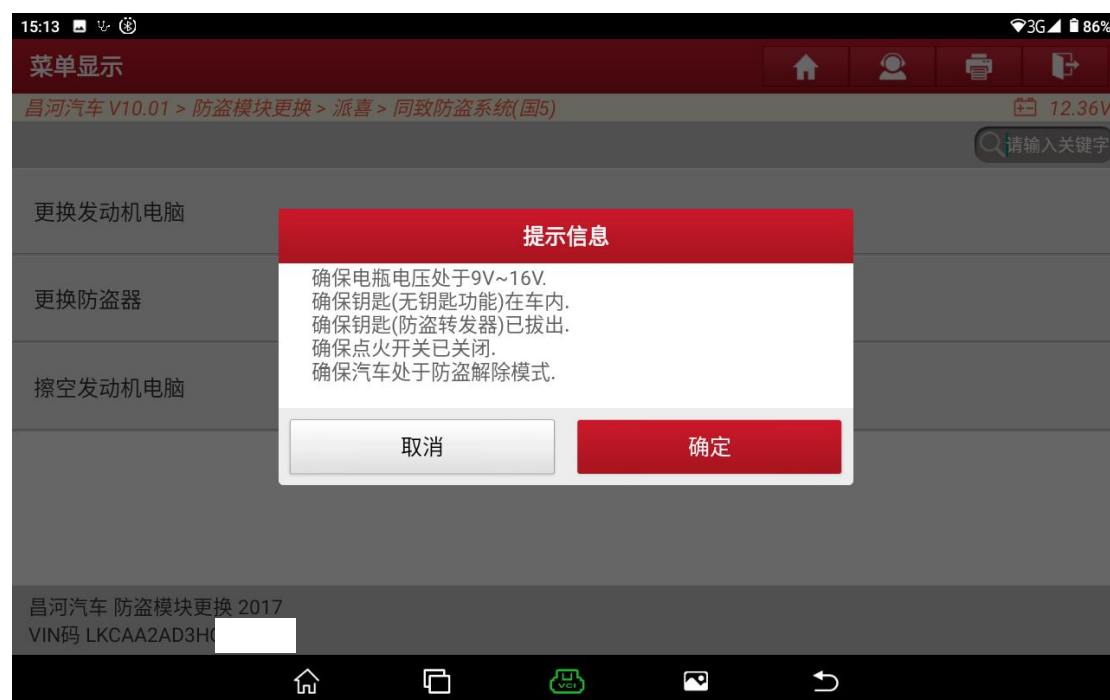 15:13 3G 86%
菜单显示
昌河汽车 V10.01 > 防盗模块更换 > 派喜 > 同致防盗系统(国5) 12.36V
请输入关键字
更换发动机电脑
提示信息
确保电瓶电压处于9V~16V.
确保钥匙(无钥匙功能)在车内.
确保钥匙(防盗转发器)已拔出.
确保点火开关已关闭.
确保汽车处于防盗解除模式.
更换防盗器
擦空发动机电脑
取消 确定
昌河汽车 防盗模块更换 2017
VIN码 LKCAA2AD3H
VCI